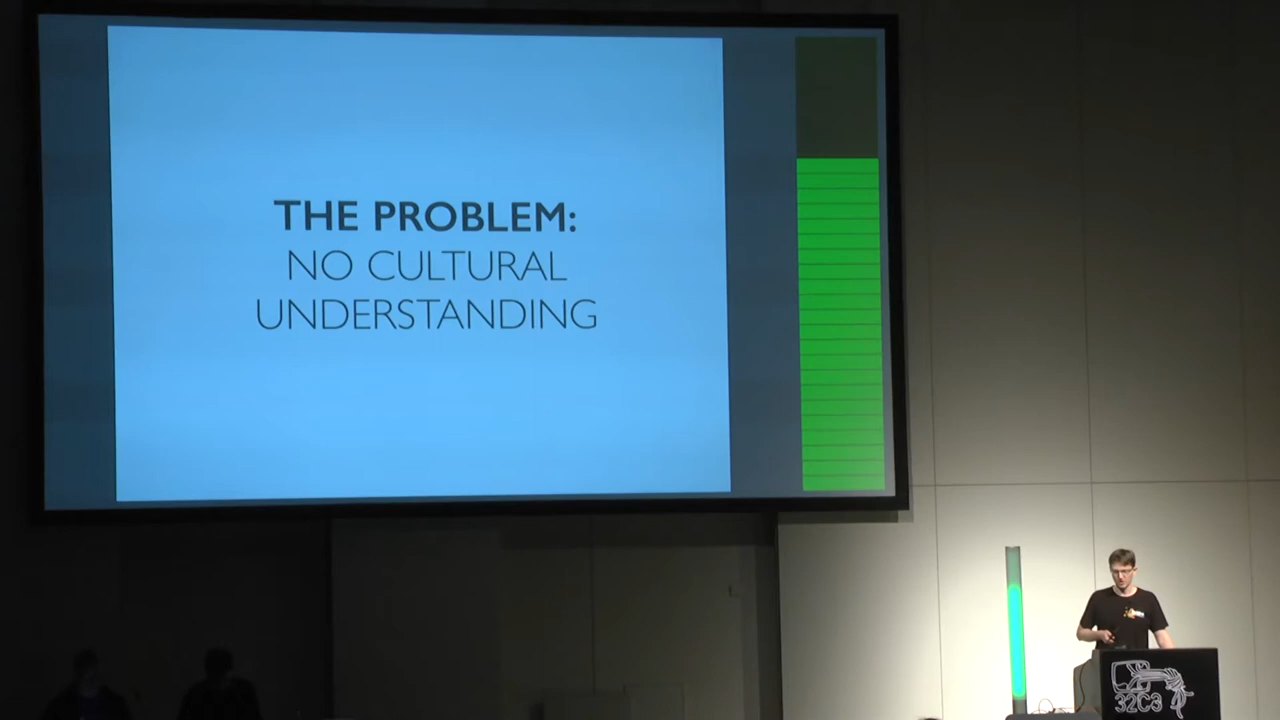 THE PROBLEM:
NO CULTURAL
UNDERSTANDING
32C3